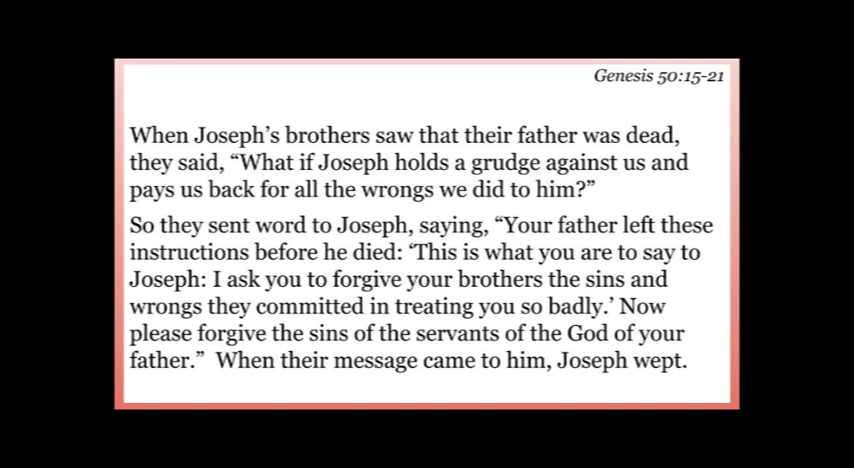 Genesis 50:15-21
When Joseph’s brothers saw that their father was dead,
they said, “What if Joseph holds a grudge against us and
pays us back for all the wrongs we did to him?”
So they sent word to Joseph, saying, “Your father left these
instructions before he died: ‘This is what you are to say to
Joseph: I ask you to forgive your brothers the sins and
wrongs they committed in treating you so badly.’ Now
please forgive the sins of the servants of the God of your
father.”  When their message came to him, Joseph wept.